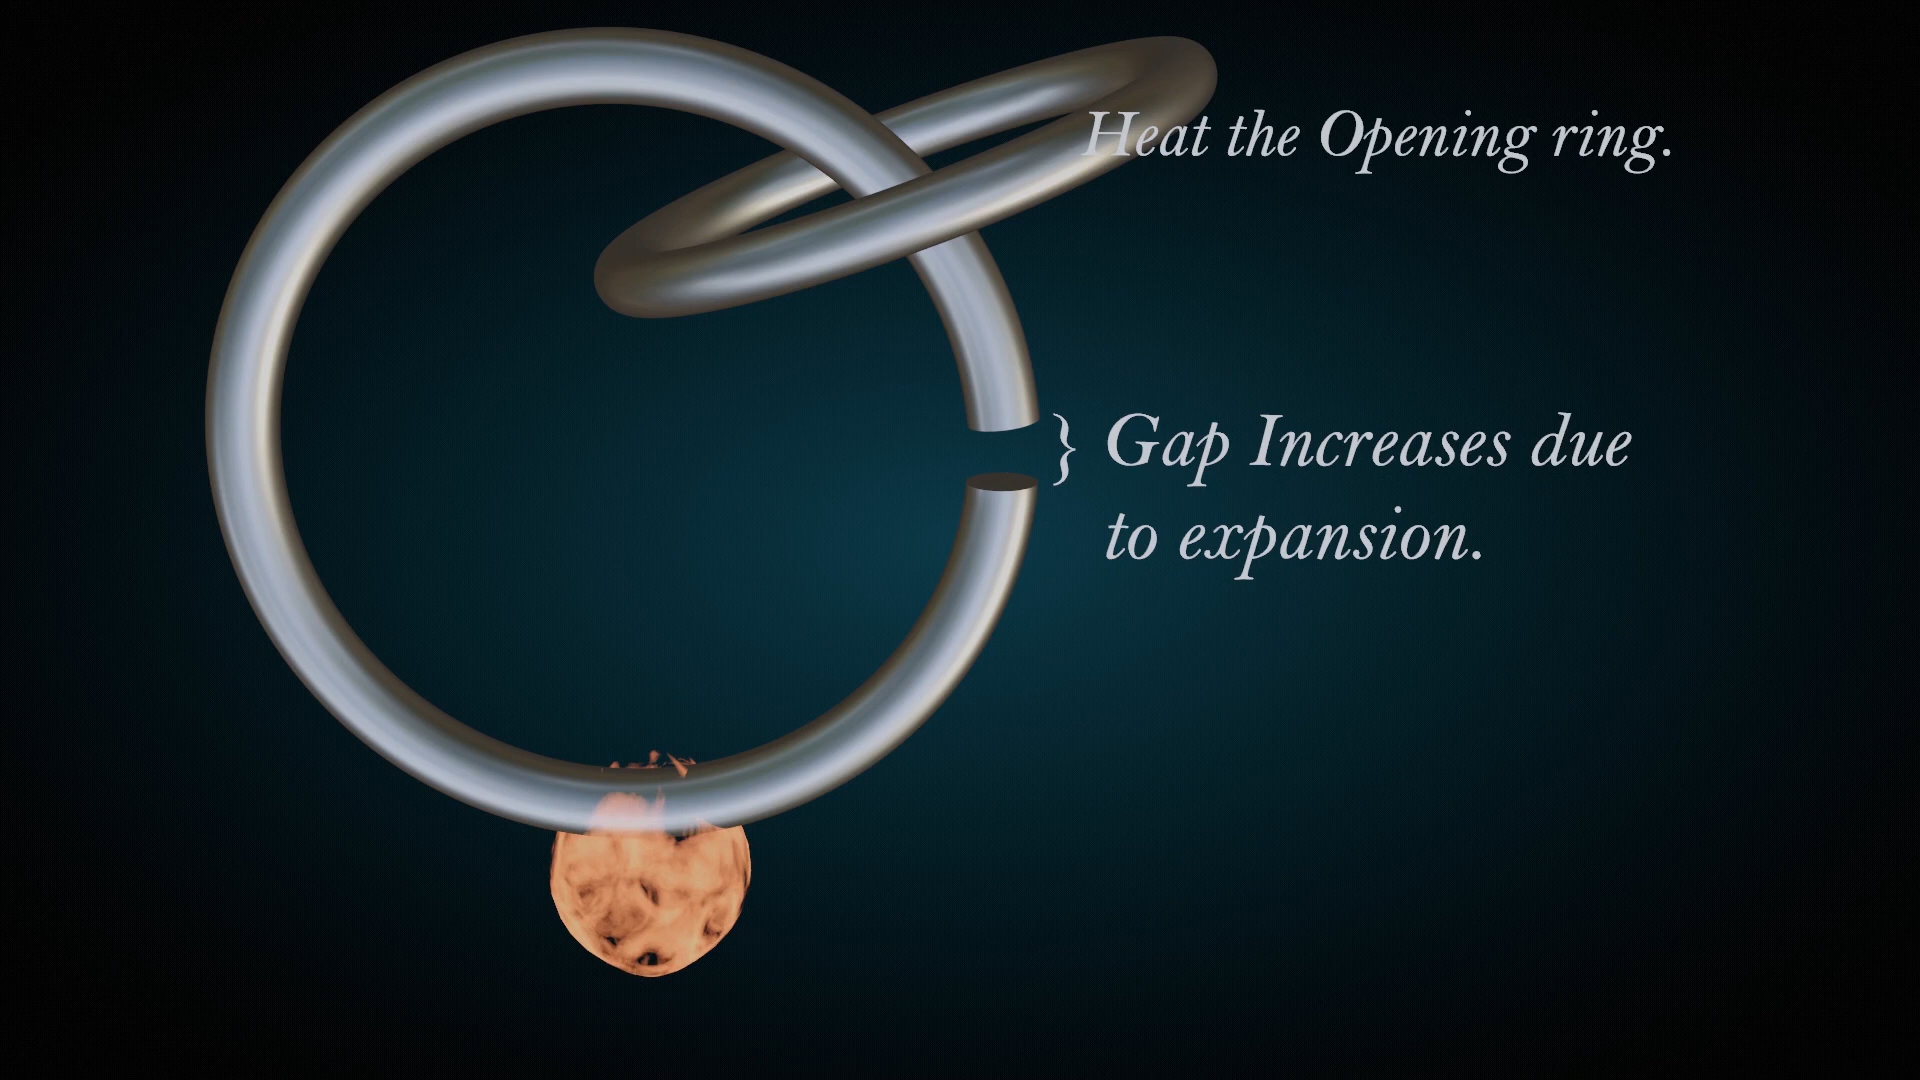 Heat the Opening ring.
} Gap Increases due
to expansion.